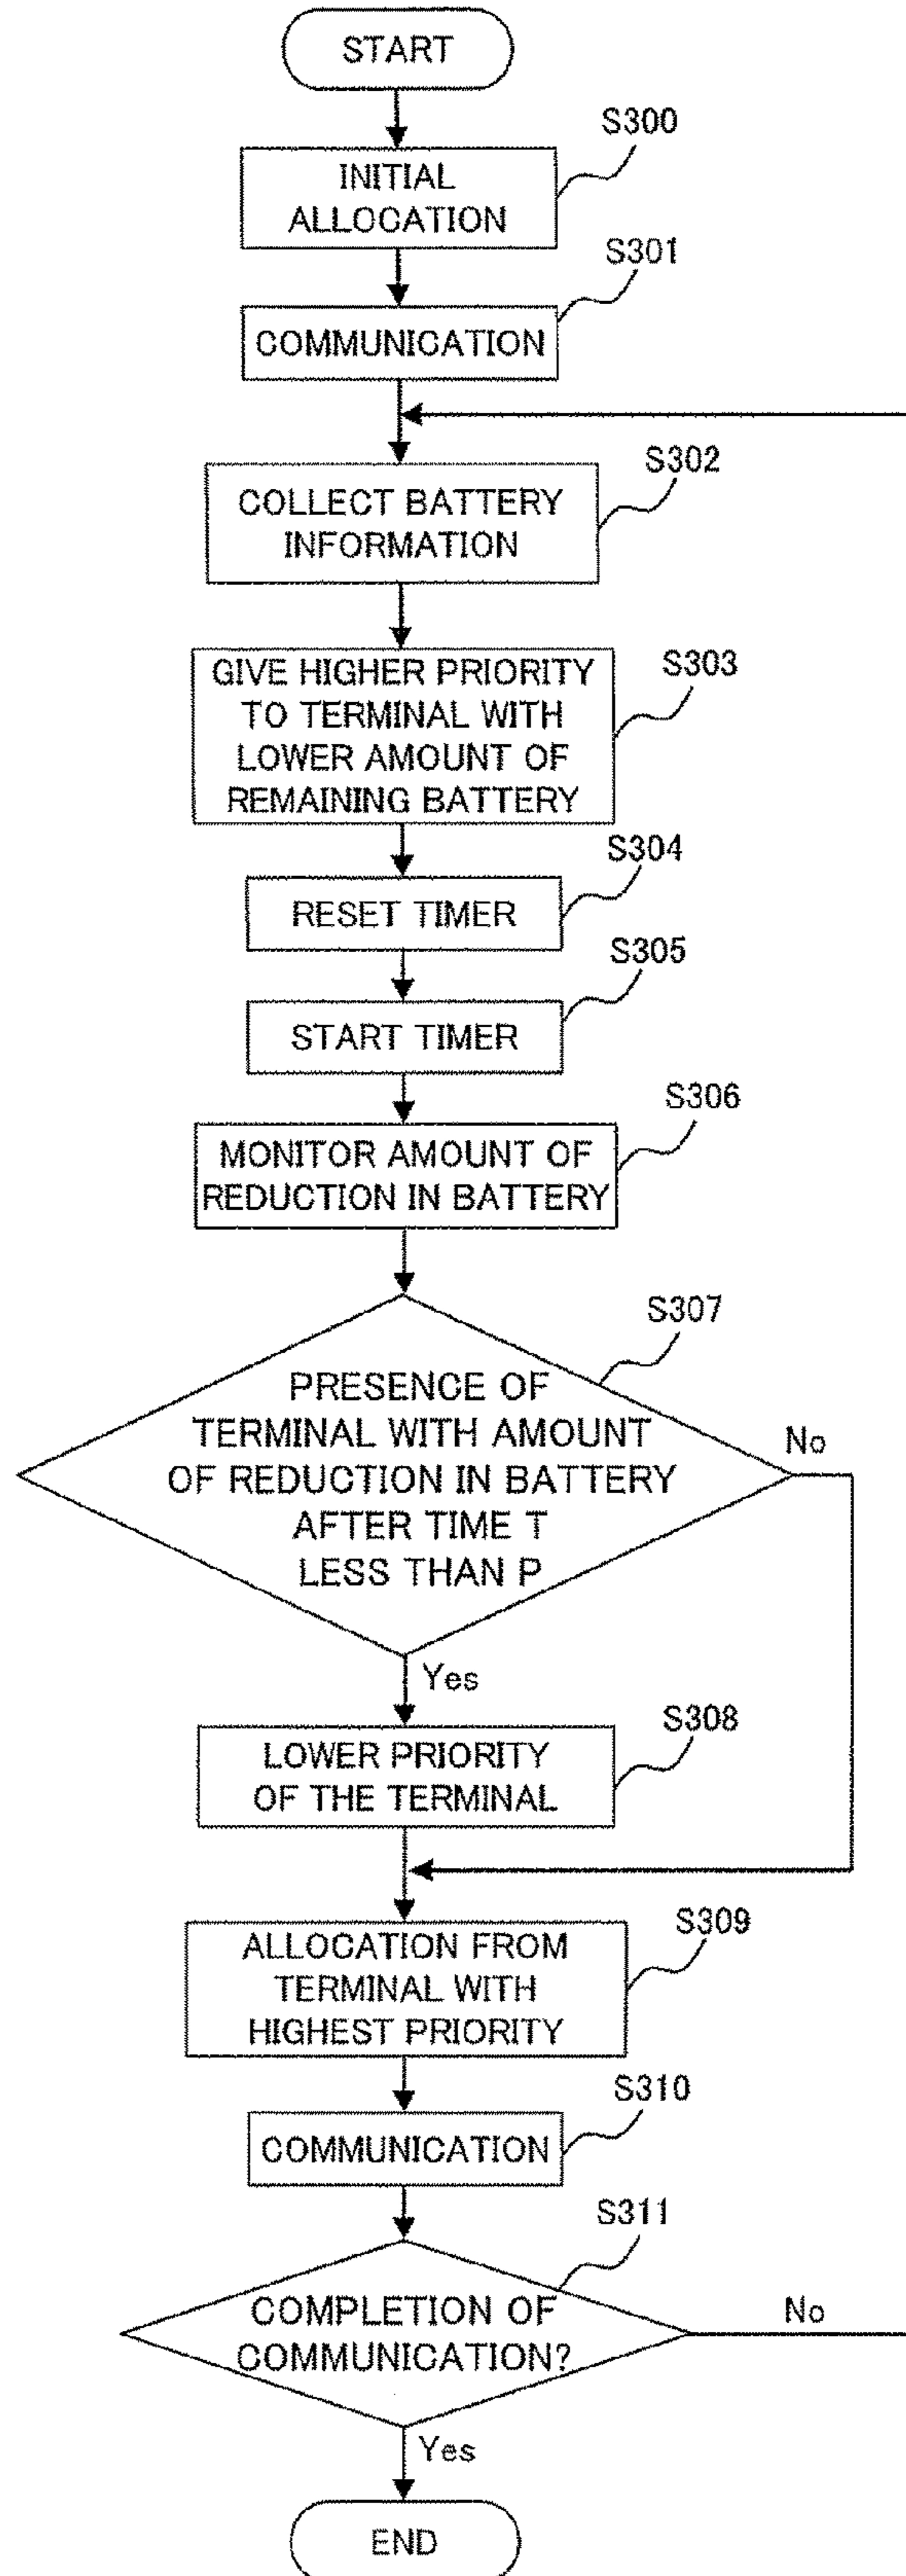 START
S300
INITIAL
ALLOCATION
S301
COMMUNICATION
S302
COLLECT BATTERY
INFORMATION
S303
GIVE HIGHER PRIORITY
TO TERMINAL WITH
LOWER AMOUNT OF
REMAINING BATTERY
S304
RESET TIMER
S305
START TIMER
S306
MONITOR AMOUNT OF
REDUCTION IN BATTERY
S307
PRESENCE OF
TERMINAL WITH AMOUNT
OF REDUCTION IN BATTERY
AFTER TIME T
LESS THAN P
No
Yes
S308
LOWER PRIORITY
OF THE TERMINAL
S309
ALLOCATION FROM
TERMINAL WITH
HIGHEST PRIORITY
S310
COMMUNICATION
S311
COMPLETION OF
COMMUNICATION?
No
Yes
END